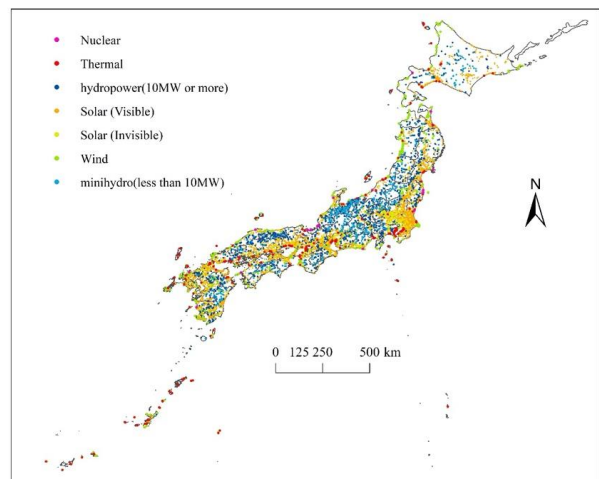 Nuclear
Thermal
hydropower(10MW or more)
Solar (Visible)
Solar (Invisible)
Wind
minihydro(less than 10MW)
N
0 125 250 500 km